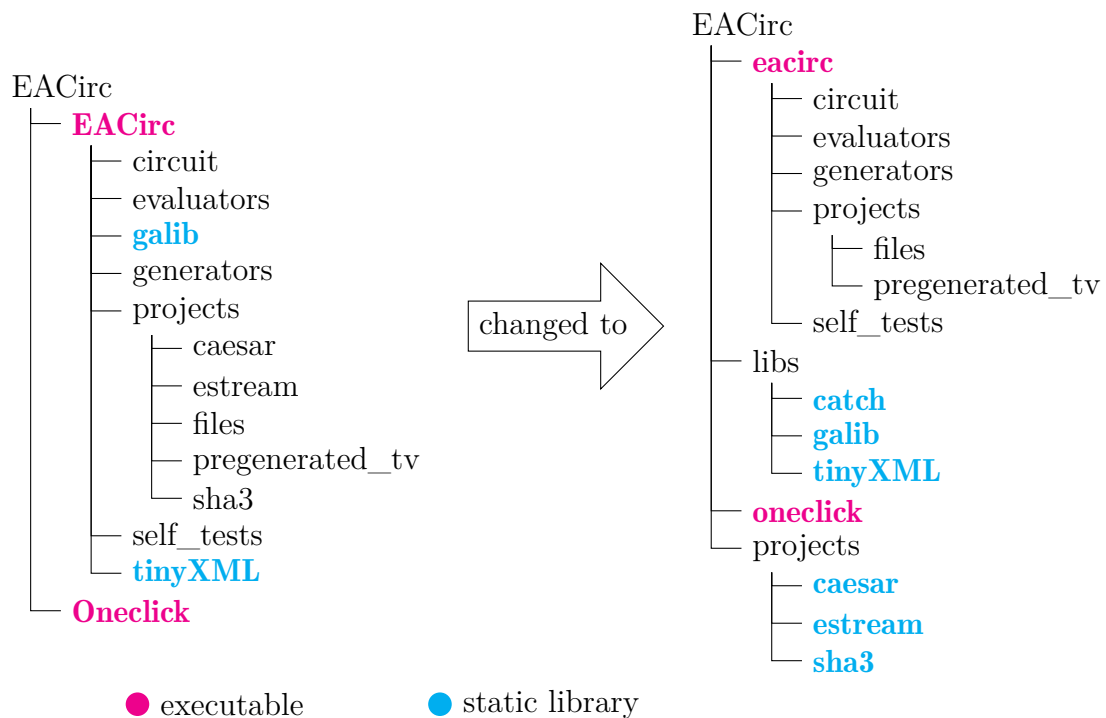 EACirc
EACirc
circuit
evaluators
galib
generators
projects
caesar
estream
files
pregenerated_tv
sha3
self_tests
tinyXML
Oneclick
changed to
EACirc
eacirc
circuit
evaluators
generators
projects
files
pregenerated_tv
self_tests
libs
catch
galib
tinyXML
oneclick
projects
caesar
estream
sha3
executable
static library